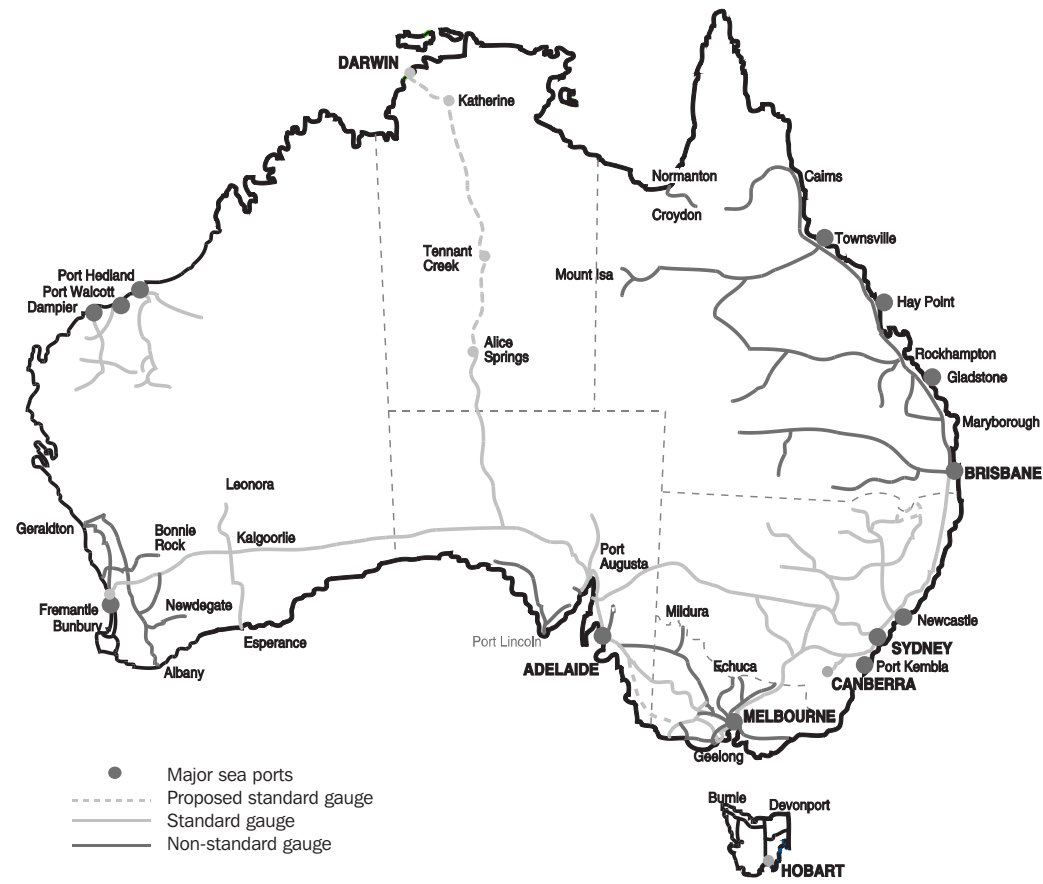 DARWIN
Katherine
Normanton
Cairns
Croydon
Townsville
Tennant
Creek
Mount Isa
Port Hedland
Port Walcott
Dampier
Hay Point
Alice
Springs
Rockhampton
Gladstone
Maryborough
BRISBANE
Leonora
Geraldton
Bonnie
Rock
Kalgoorlie
Port
Augusta
Fremantle
Bunbury
Newdegate
Mildura
Newcastle
Esperance
Port Lincoln
SYDNEY
Albany
ADELAIDE
Echuca
Port Kembla
CANBERRA
MELBOURNE
Geelong
Major sea ports
Proposed standard gauge
Standard gauge
Non-standard gauge
Burnie
Devonport
HOBART